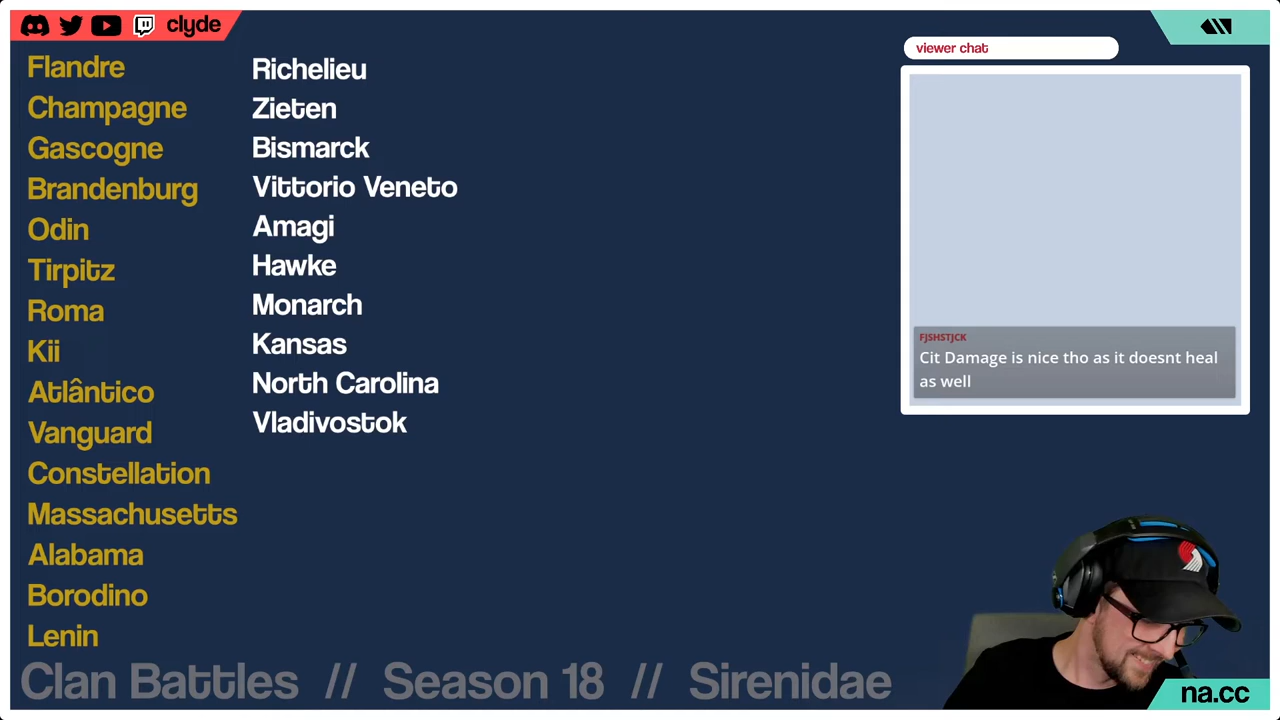 clyde
Flandre
Champagne
Gascogne
Brandenburg
Odin
Tirpitz
Roma
Kii
Atlântico
Vanguard
Constellation
Massachusetts
Alabama
Borodino
Lenin
Richelieu
Zieten
Bismarck
Vittorio Veneto
Amagi
Hawke
Monarch
Kansas
North Carolina
Vladivostok
viewer chat
FJSHSTJCK
Cit Damage is nice tho as it doesnt heal
as well
Clan Battles // Season 18 // Sirenidae
na.cc